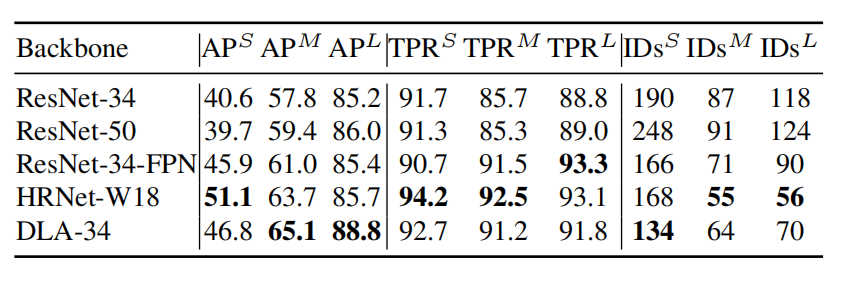 Backbone AP^S AP^M AP^L TPR^S TPR^M TPR^L IDs^S IDs^M IDs^L
ResNet-34 40.6 57.8 85.2 91.7 85.7 88.8 190 87 118
ResNet-50 39.7 59.4 86.0 91.3 85.3 89.0 248 91 124
ResNet-34-FPN 45.9 61.0 85.4 90.7 91.5 93.3 166 71 90
HRNet-W18 51.1 63.7 85.7 94.2 92.5 93.1 168 55 56
DLA-34 46.8 65.1 88.8 92.7 91.2 91.8 134 64 70